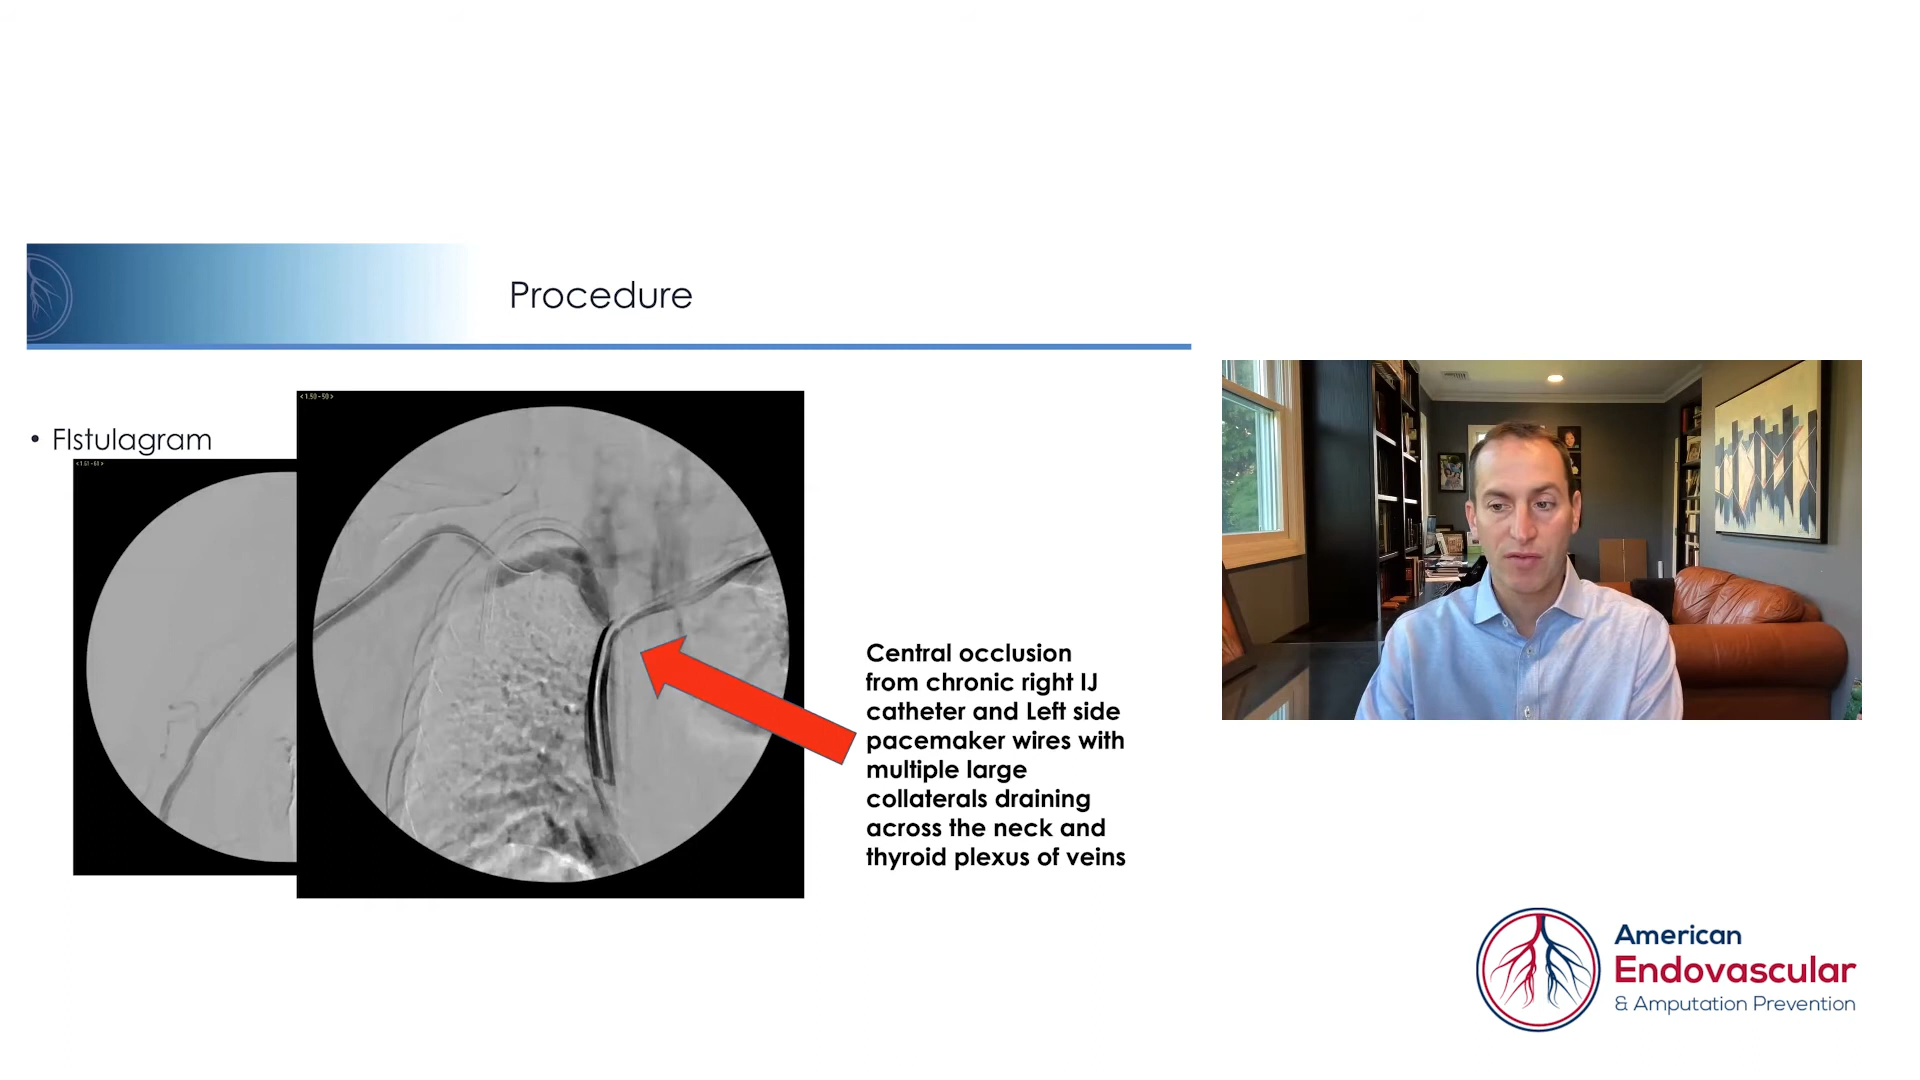 Procedure
• FIstulagram
< 1.50 - 50 >
< 1.51 - 61 >
Central occlusion
from chronic right IJ
catheter and Left side
pacemaker wires with
multiple large
collaterals draining
across the neck and
thyroid plexus of veins
American
Endovascular
& Amputation Prevention